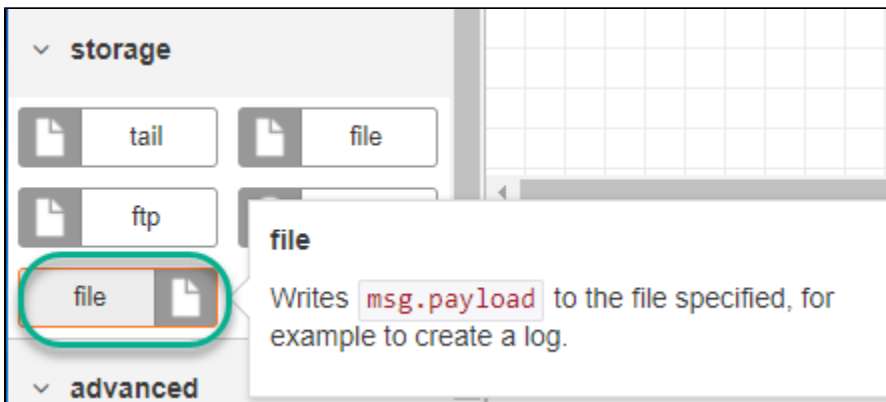 storage
tail
file
ftp
file
file
Writes msg.payload to the file specified, for
example to create a log.
advanced